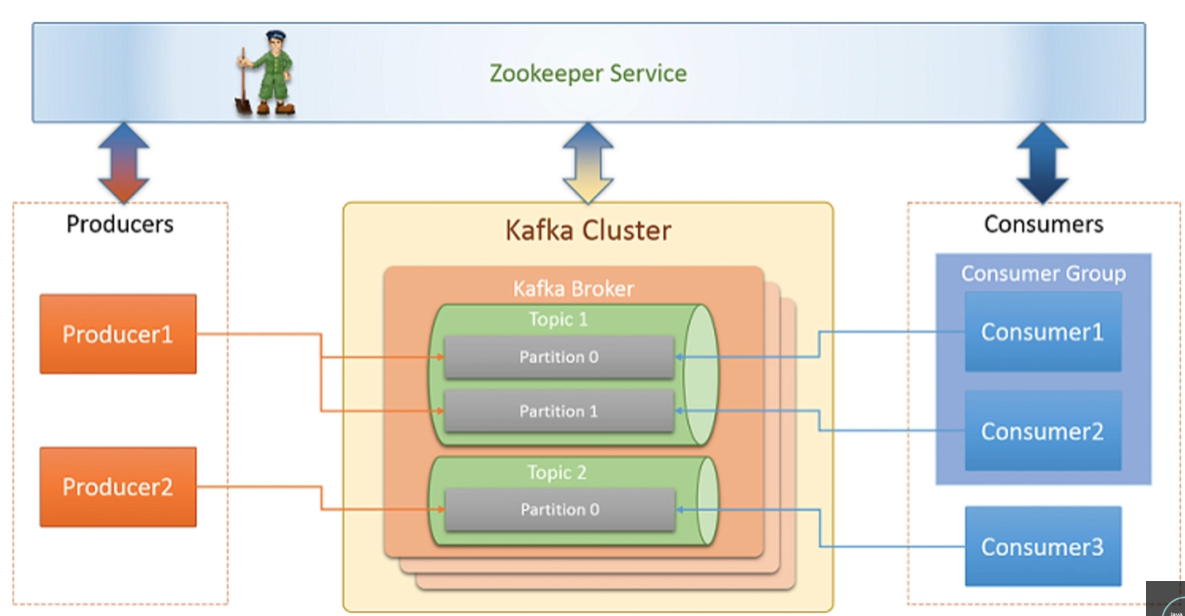 Zookeeper Service
Producers
Producer1
Producer2
Kafka Cluster
Kafka Broker
Topic 1
Partition 0
Partition 1
Topic 2
Partition 0
Consumers
Consumer Group
Consumer1
Consumer2
Consumer3